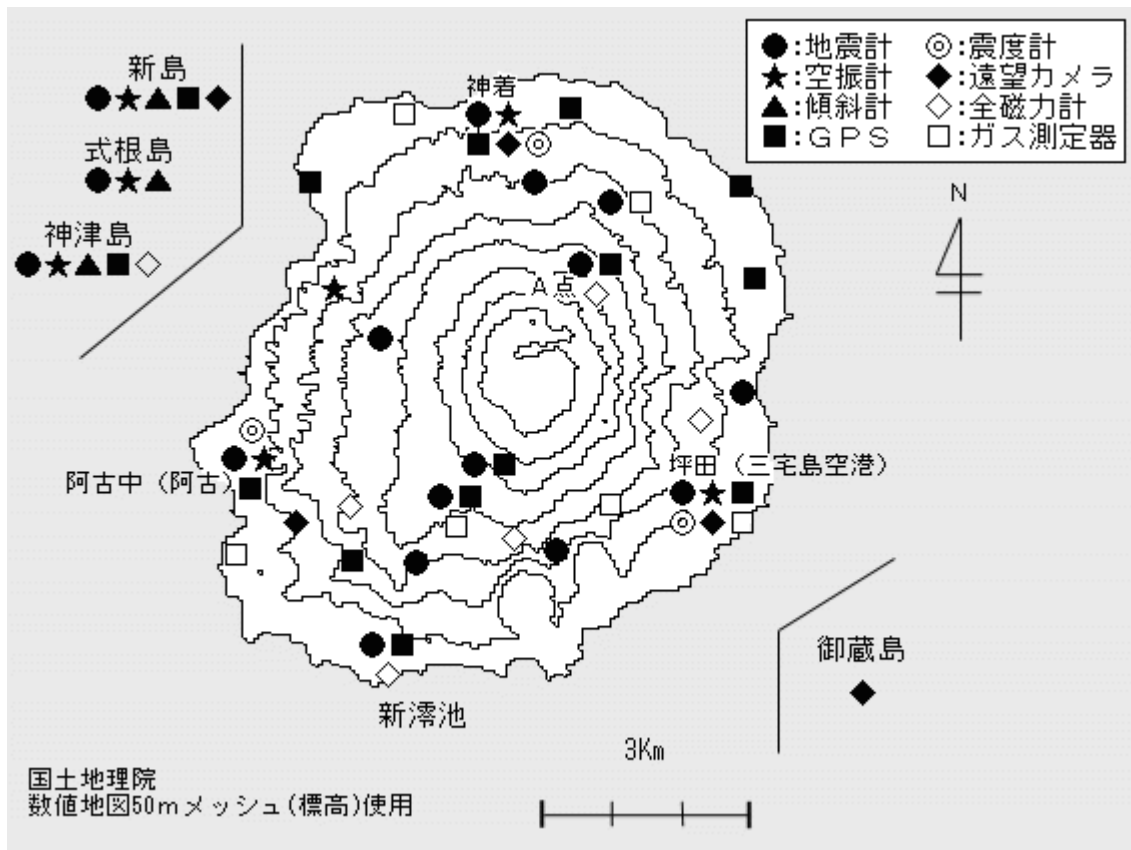 新島
式根島
神津島
神着
●:地震計 ◎:震度計
★:空振計 ◆:遠望カメラ
▲:傾斜計 ◇:全磁力計
■:GPS □:ガス測定器
N
A点
阿古中（阿古）
坪田（三宅島空港）
新澪池
御蔵島
3Km
国土地理院
数値地図50mメッシュ(標高)使用